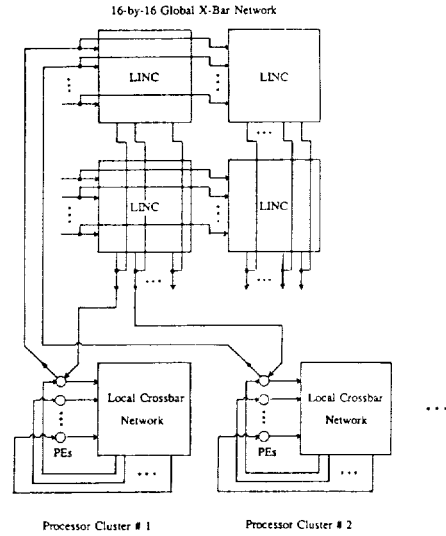 16-by-16 Global X-Bar Network
LINC
LINC
LINC
LINC
Local Crossbar
Network
PEs
Local Crossbar
Network
PEs
Processor Cluster # 1
Processor Cluster # 2